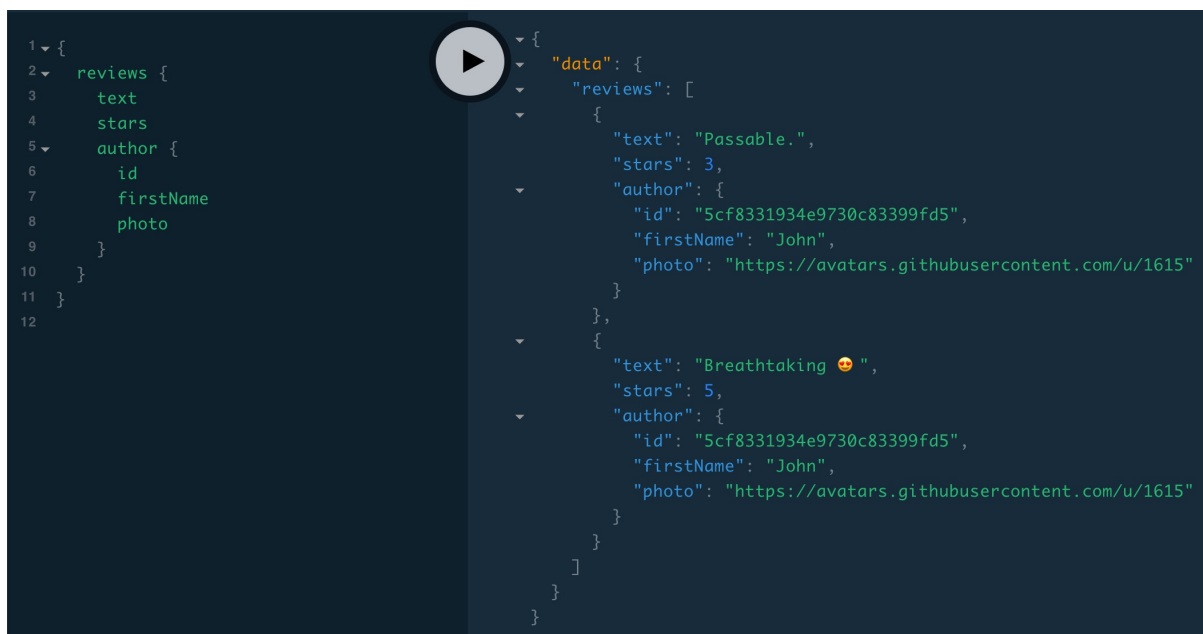 1 {
2 reviews {
3 text
4 stars
5 author {
6 id
7 firstName
8 photo
9 }
10 }
11 }
12
{
"data": {
"reviews": [
{
"text": "Passable.",
"stars": 3,
"author": {
"id": "5cf8331934e9730c83399fd5",
"firstName": "John",
"photo": "https://avatars.githubusercontent.com/u/1615"
}
},
{
"text": "Breathtaking 😍 ",
"stars": 5,
"author": {
"id": "5cf8331934e9730c83399fd5",
"firstName": "John",
"photo": "https://avatars.githubusercontent.com/u/1615"
}
}
]
}
}